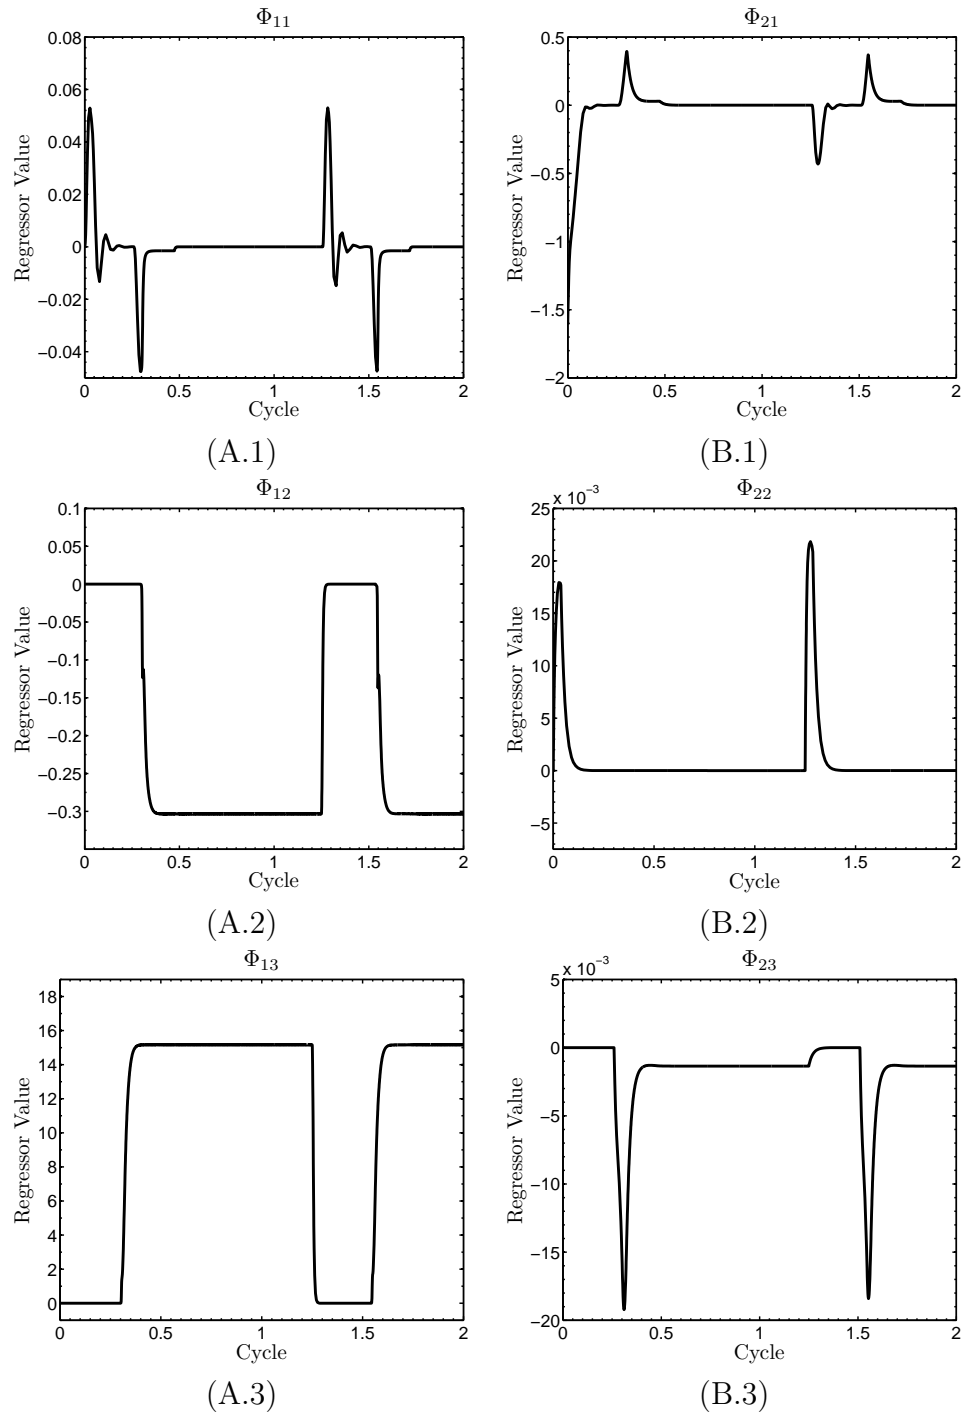 Φ11
0.08
0.06
0.04
0.02
0
−0.02
−0.04
Regressor Value
0 0.5 1 1.5 2
Cycle
(A.1)
Φ21
0.5
0
−0.5
−1
−1.5
−2
Regressor Value
0 0.5 1 1.5 2
Cycle
(B.1)
Φ12
0.1
0.05
0
−0.05
−0.1
−0.15
−0.2
−0.25
−0.3
Regressor Value
0 0.5 1 1.5 2
Cycle
(A.2)
Φ22
x 10−3
25
20
15
10
5
0
−5
Regressor Value
0 0.5 1 1.5 2
Cycle
(B.2)
Φ13
18
16
14
12
10
8
6
4
2
0
Regressor Value
0 0.5 1 1.5 2
Cycle
(A.3)
Φ23
x 10−3
5
0
−5
−10
−15
−20
Regressor Value
0 0.5 1 1.5 2
Cycle
(B.3)